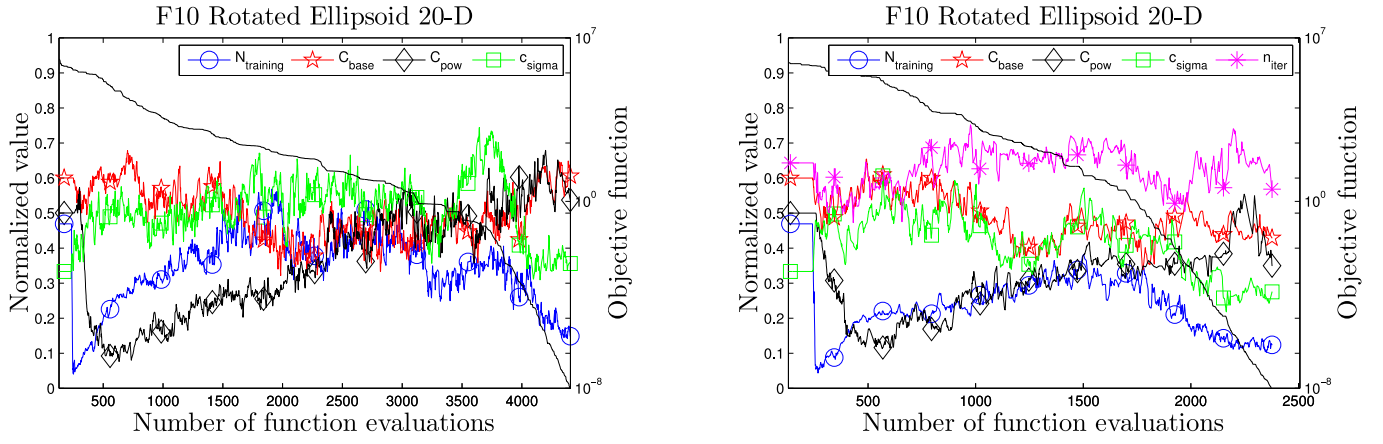 F10 Rotated Ellipsoid 20-D
1
0.9
0.8
0.7
0.6
0.5
0.4
0.3
0.2
0.1
0
Normalized value
N_training C_base C_pow c_sigma
10^7
10^0
10^-8
Objective function
500 1000 1500 2000 2500 3000 3500 4000
Number of function evaluations
F10 Rotated Ellipsoid 20-D
1
0.9
0.8
0.7
0.6
0.5
0.4
0.3
0.2
0.1
0
Normalized value
N_training C_base C_pow c_sigma n_iter
10^7
10^0
10^-8
Objective function
500 1000 1500 2000 2500
Number of function evaluations